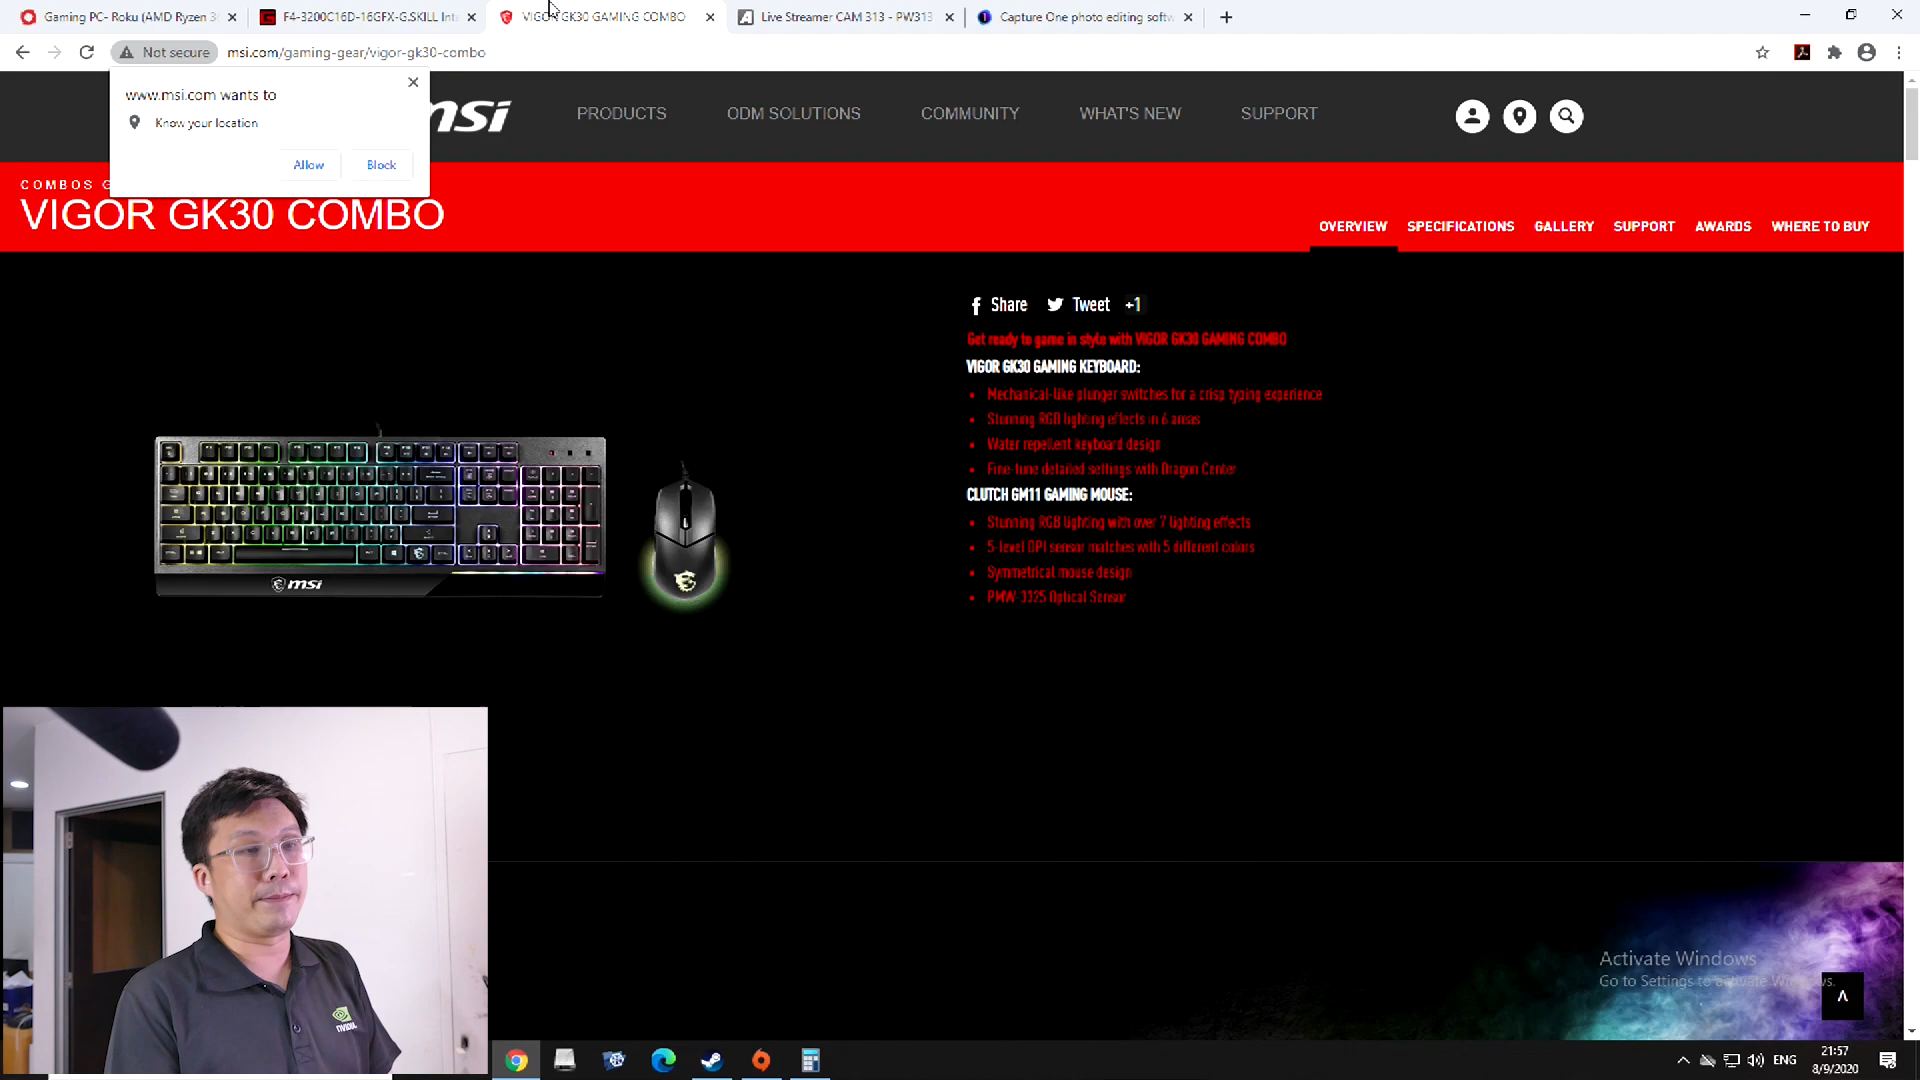 Gaming PC- Roku (AMD Ryzen 3
F4-3200C16D-16GFX-G.SKILL Inte
VIGOR GK30 GAMING COMBO
Live Streamer CAM 313 - PW313
Capture One photo editing softw
Not secure
msi.com/gaming-gear/vigor-gk30-combo
www.msi.com wants to
Know your location
Allow
Block
msi
PRODUCTS
ODM SOLUTIONS
COMMUNITY
WHAT'S NEW
SUPPORT
COMBOS G
VIGOR GK30 COMBO
OVERVIEW
SPECIFICATIONS
GALLERY
SUPPORT
AWARDS
WHERE TO BUY
Share
Tweet
+1
Get ready to game in style with VIGOR GK30 GAMING COMBO
VIGOR GK30 GAMING KEYBOARD:
• Mechanical-like plunger switches for a crisp typing experience
• Stunning RGB lighting effects in 6 areas
• Water repellent keyboard design
• Fine-tune detailed settings with Dragon Center
CLUTCH GM11 GAMING MOUSE:
• Stunning RGB lighting with over 7 lighting effects
• 5-level DPI sensor matches with 5 different colors
• Symmetrical mouse design
• PMW-3325 Optical Sensor
msi
NVIDIA
Activate Windows
Go to Settings to activate Windows.
ENG
21:57
8/9/2020